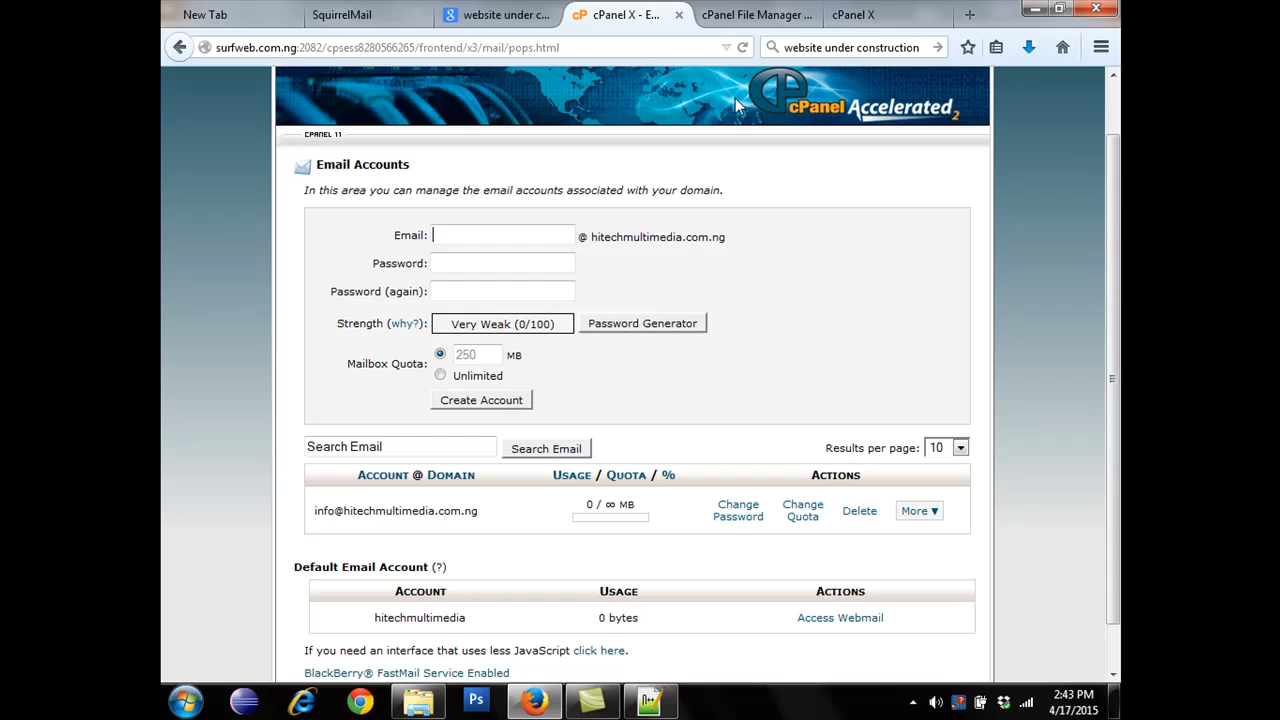 New Tab
SquirrelMail
website under c...
cPanel X - E...
cPanel File Manager ...
cPanel X
surfweb.com.ng:2082/cpsess8280566265/frontend/x3/mail/pops.html
website under construction
cPanel Accelerated 2
CPANEL 11
Email Accounts
In this area you can manage the email accounts associated with your domain.
Email: @ hitechmultimedia.com.ng
Password:
Password (again):
Strength (why?): Very Weak (0/100) Password Generator
Mailbox Quota: 250 MB
Unlimited
Create Account
Search Email Search Email Results per page: 10
ACCOUNT @ DOMAIN USAGE / QUOTA / % ACTIONS
info@hitechmultimedia.com.ng 0 / ∞ MB Change Password Change Quota Delete More ▼
Default Email Account (?)
ACCOUNT USAGE ACTIONS
hitechmultimedia 0 bytes Access Webmail
If you need an interface that uses less JavaScript click here.
BlackBerry® FastMail Service Enabled
Ps
2:43 PM
4/17/2015